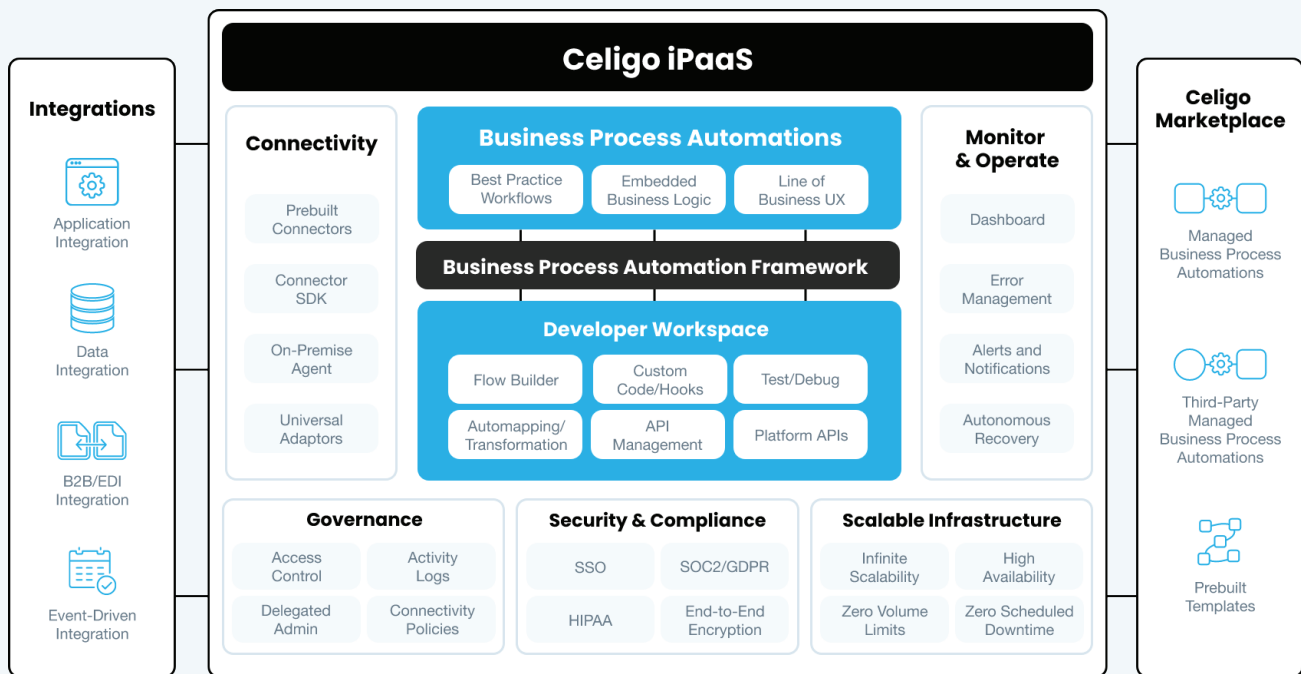 Celigo iPaaS
Integrations
Application
Integration
Data
Integration
B2B/EDI
Integration
Event-Driven
Integration
Connectivity
Prebuilt
Connectors
Connector
SDK
On-Premise
Agent
Universal
Adaptors
Business Process Automations
Best Practice
Workflows
Embedded
Business Logic
Line of
Business UX
Business Process Automation Framework
Developer Workspace
Flow Builder
Custom
Code/Hooks
Test/Debug
Automapping/
Transformation
API
Management
Platform APIs
Monitor
& Operate
Dashboard
Error
Management
Alerts and
Notifications
Autonomous
Recovery
Governance
Access
Control
Activity
Logs
Delegated
Admin
Connectivity
Policies
Security & Compliance
SSO
SOC2/GDPR
HIPAA
End-to-End
Encryption
Scalable Infrastructure
Infinite
Scalability
High
Availability
Zero Volume
Limits
Zero Scheduled
Downtime
Celigo
Marketplace
Managed
Business Process
Automations
Third-Party
Managed
Business Process
Automations
Prebuilt
Templates